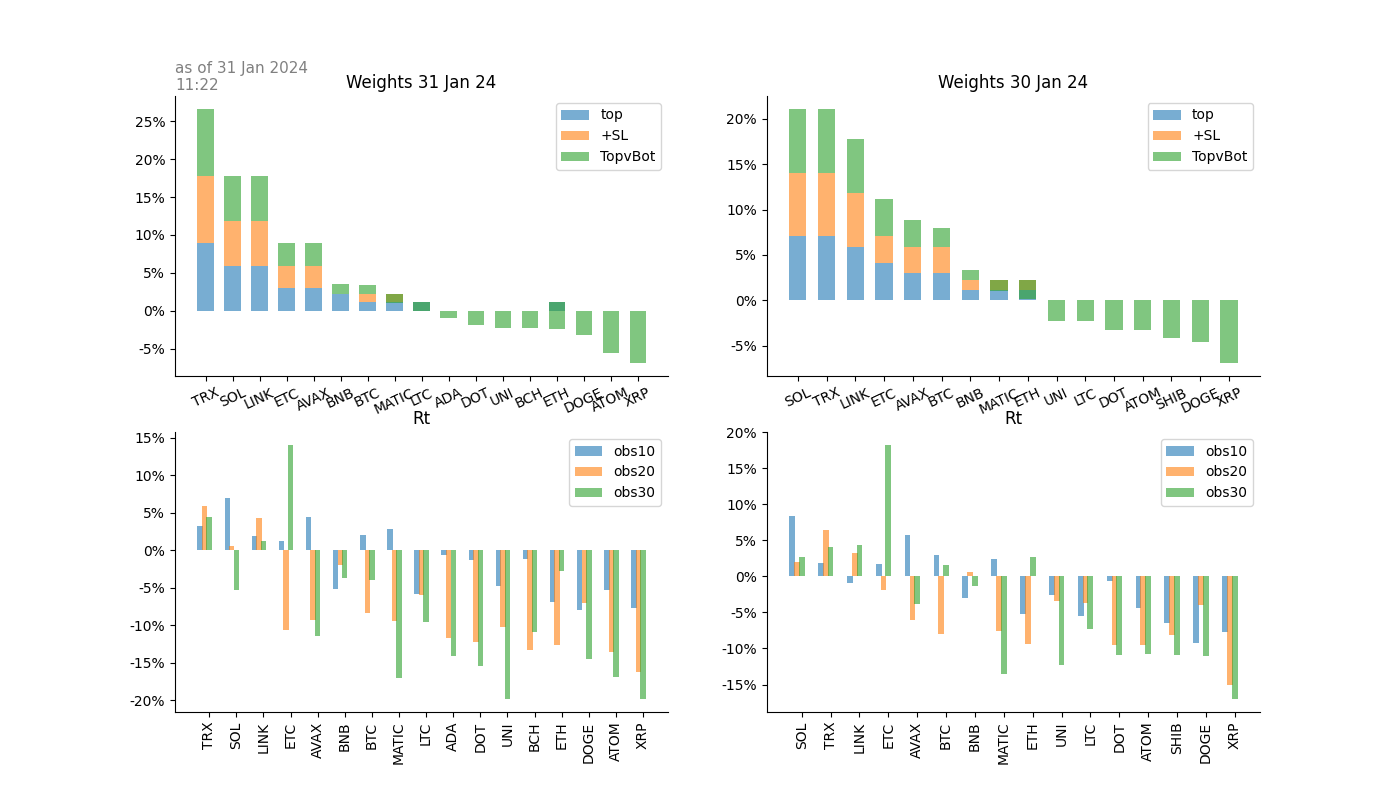 as of 31 Jan 2024
11:22
Weights 31 Jan 24
25%
20%
15%
10%
5%
0%
-5%
top
+SL
TopvBot
TRX SOL LINK ETC AVAX BNB BTC MATIC LTC ADA DOT UNI BCH ETH DOGE ATOM XRP
Weights 30 Jan 24
20%
15%
10%
5%
0%
-5%
top
+SL
TopvBot
SOL TRX LINK ETC AVAX BTC BNB MATIC ETH UNI LTC DOT ATOM SHIB DOGE XRP
Rt
15%
10%
5%
0%
-5%
-10%
-15%
-20%
obs10
obs20
obs30
TRX SOL LINK ETC AVAX BNB BTC MATIC LTC ADA DOT UNI BCH ETH DOGE ATOM XRP
Rt
20%
15%
10%
5%
0%
-5%
-10%
-15%
obs10
obs20
obs30
SOL TRX LINK ETC AVAX BTC BNB MATIC ETH UNI LTC DOT ATOM SHIB DOGE XRP